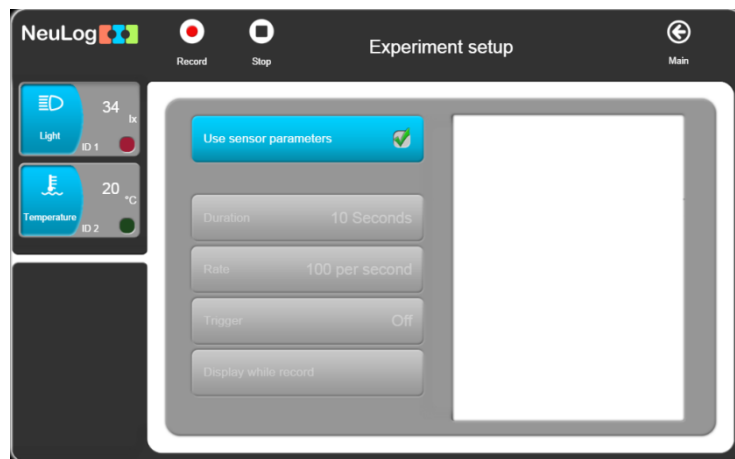 NeuLog
Record
Stop
Experiment setup
Main
34
lx
Light
ID 1
20
°C
Temperature
ID 2
Use sensor parameters
Duration 10 Seconds
Rate 100 per second
Trigger Off
Display while record